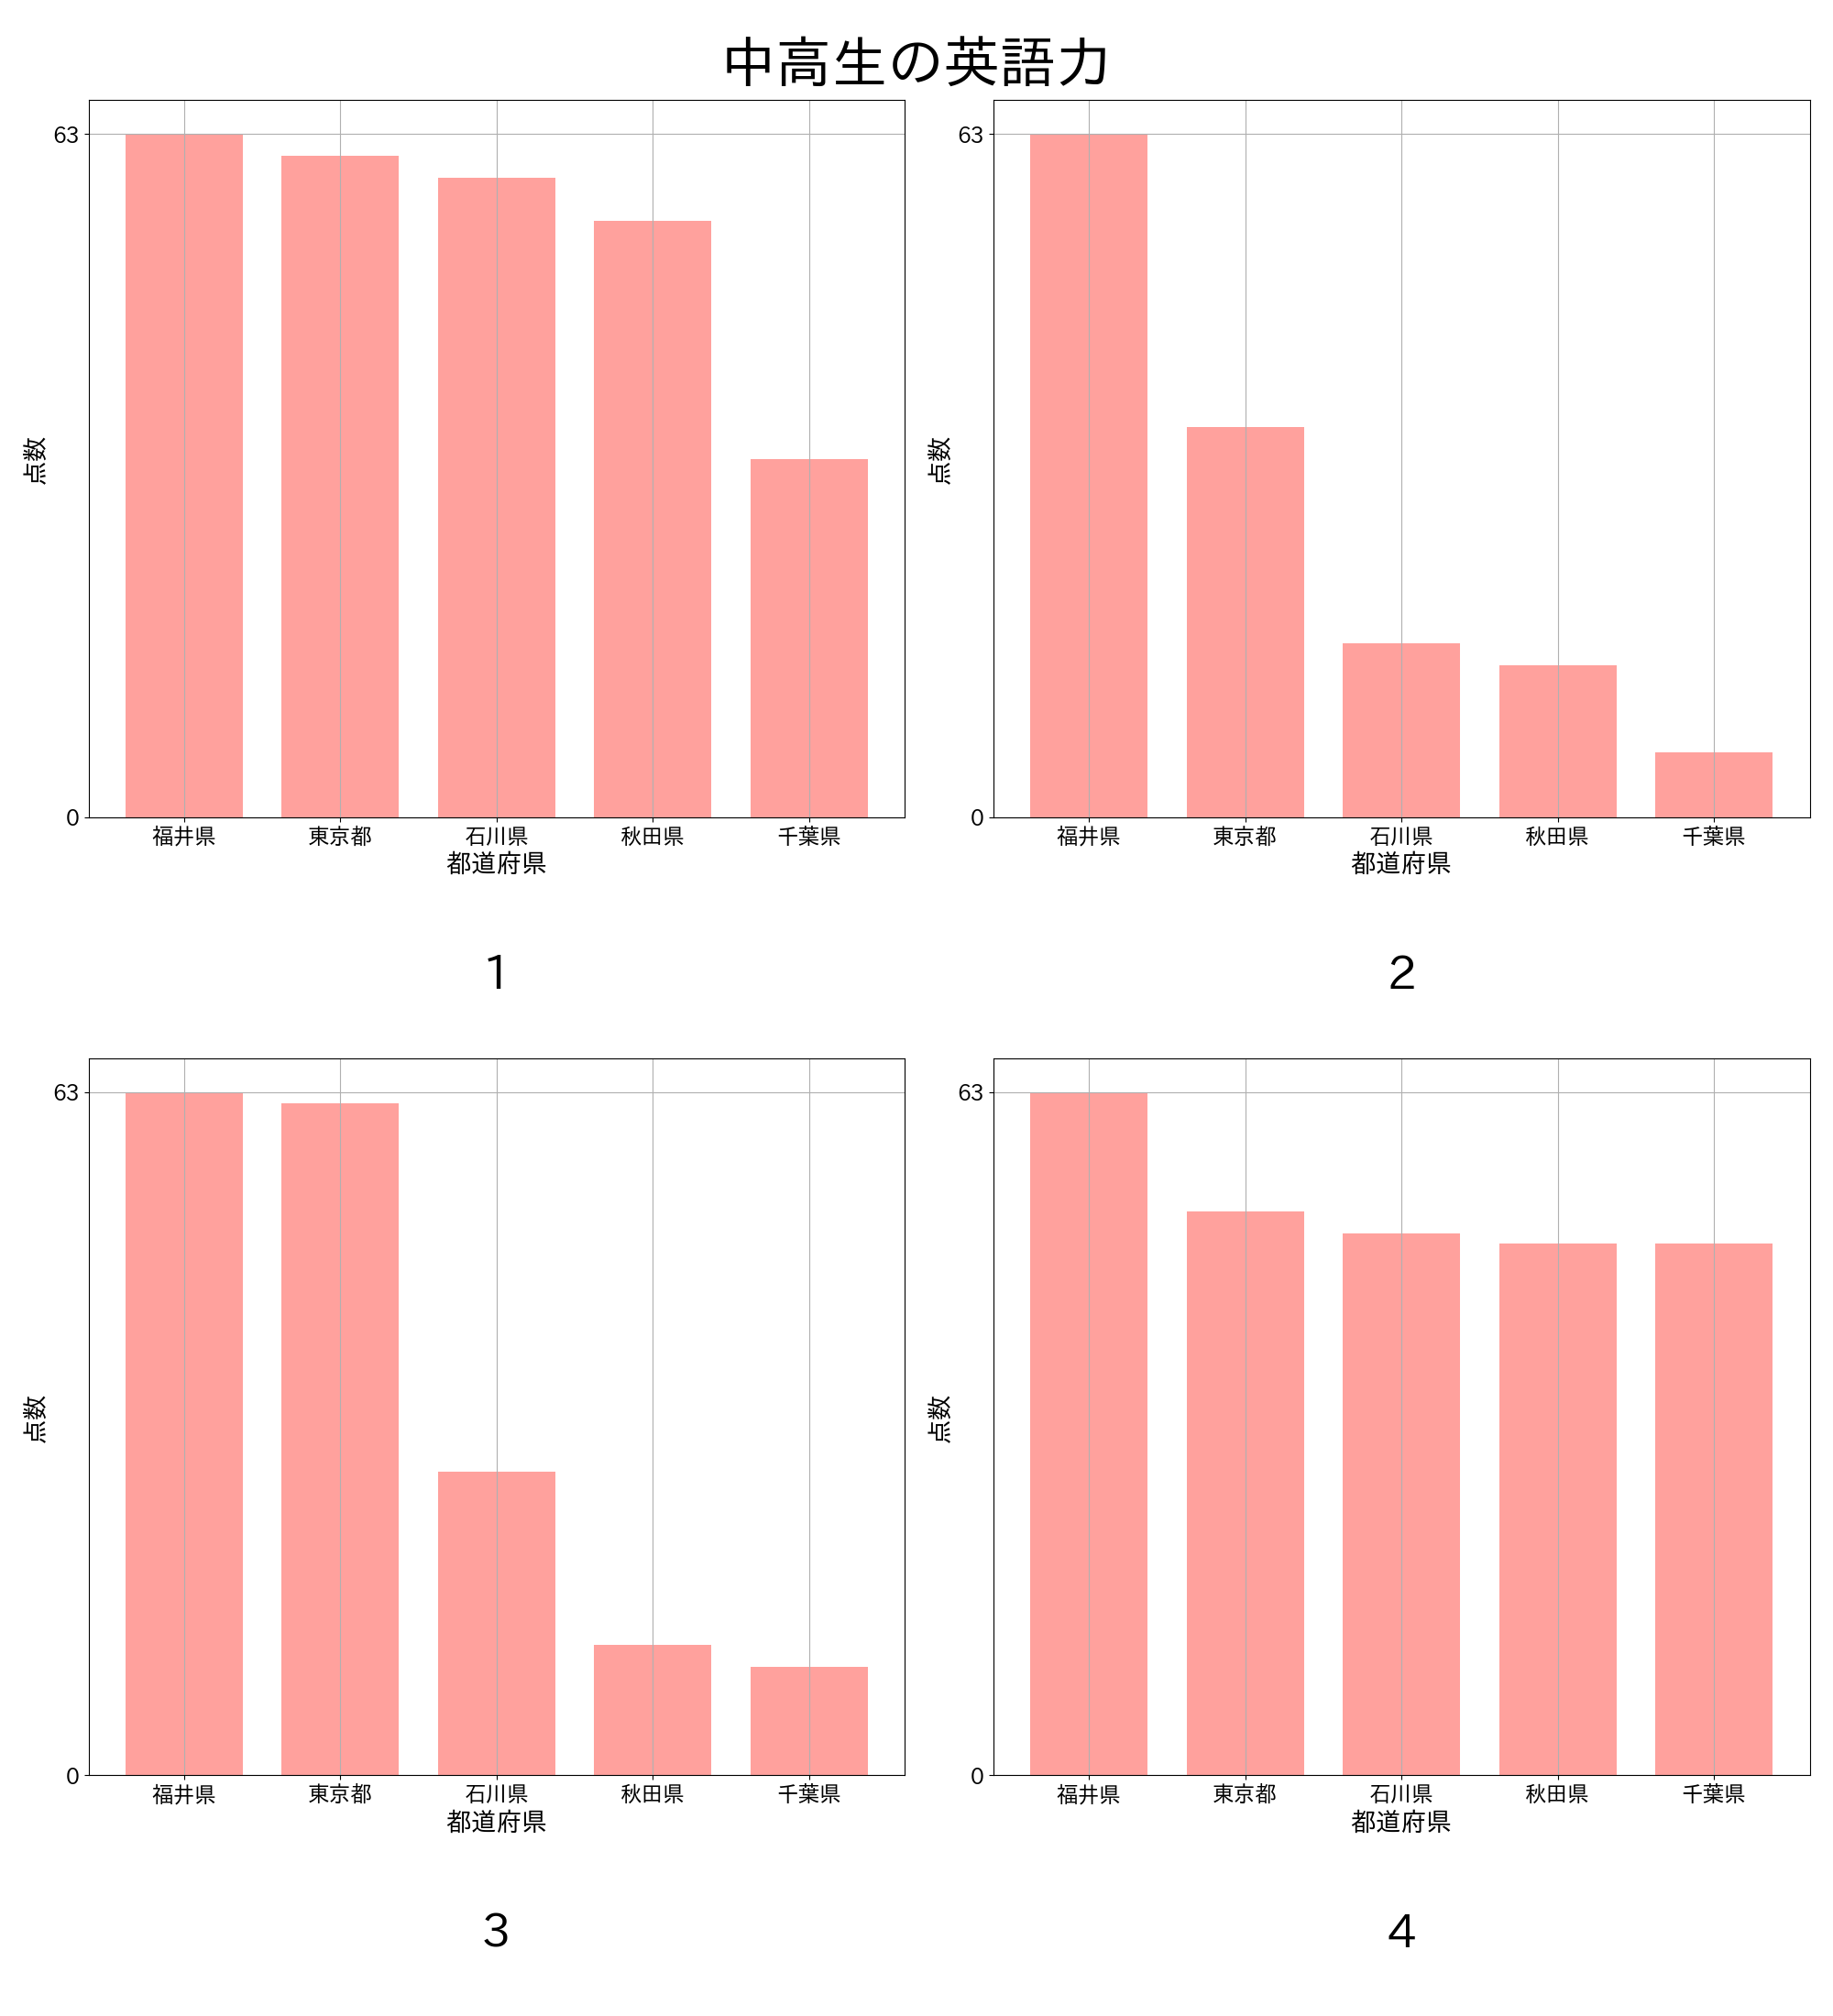 中高生の英語力
63
0
点数
福井県 東京都 石川県 秋田県 千葉県
都道府県
1
63
0
点数
福井県 東京都 石川県 秋田県 千葉県
都道府県
2
63
0
点数
福井県 東京都 石川県 秋田県 千葉県
都道府県
3
63
0
点数
福井県 東京都 石川県 秋田県 千葉県
都道府県
4